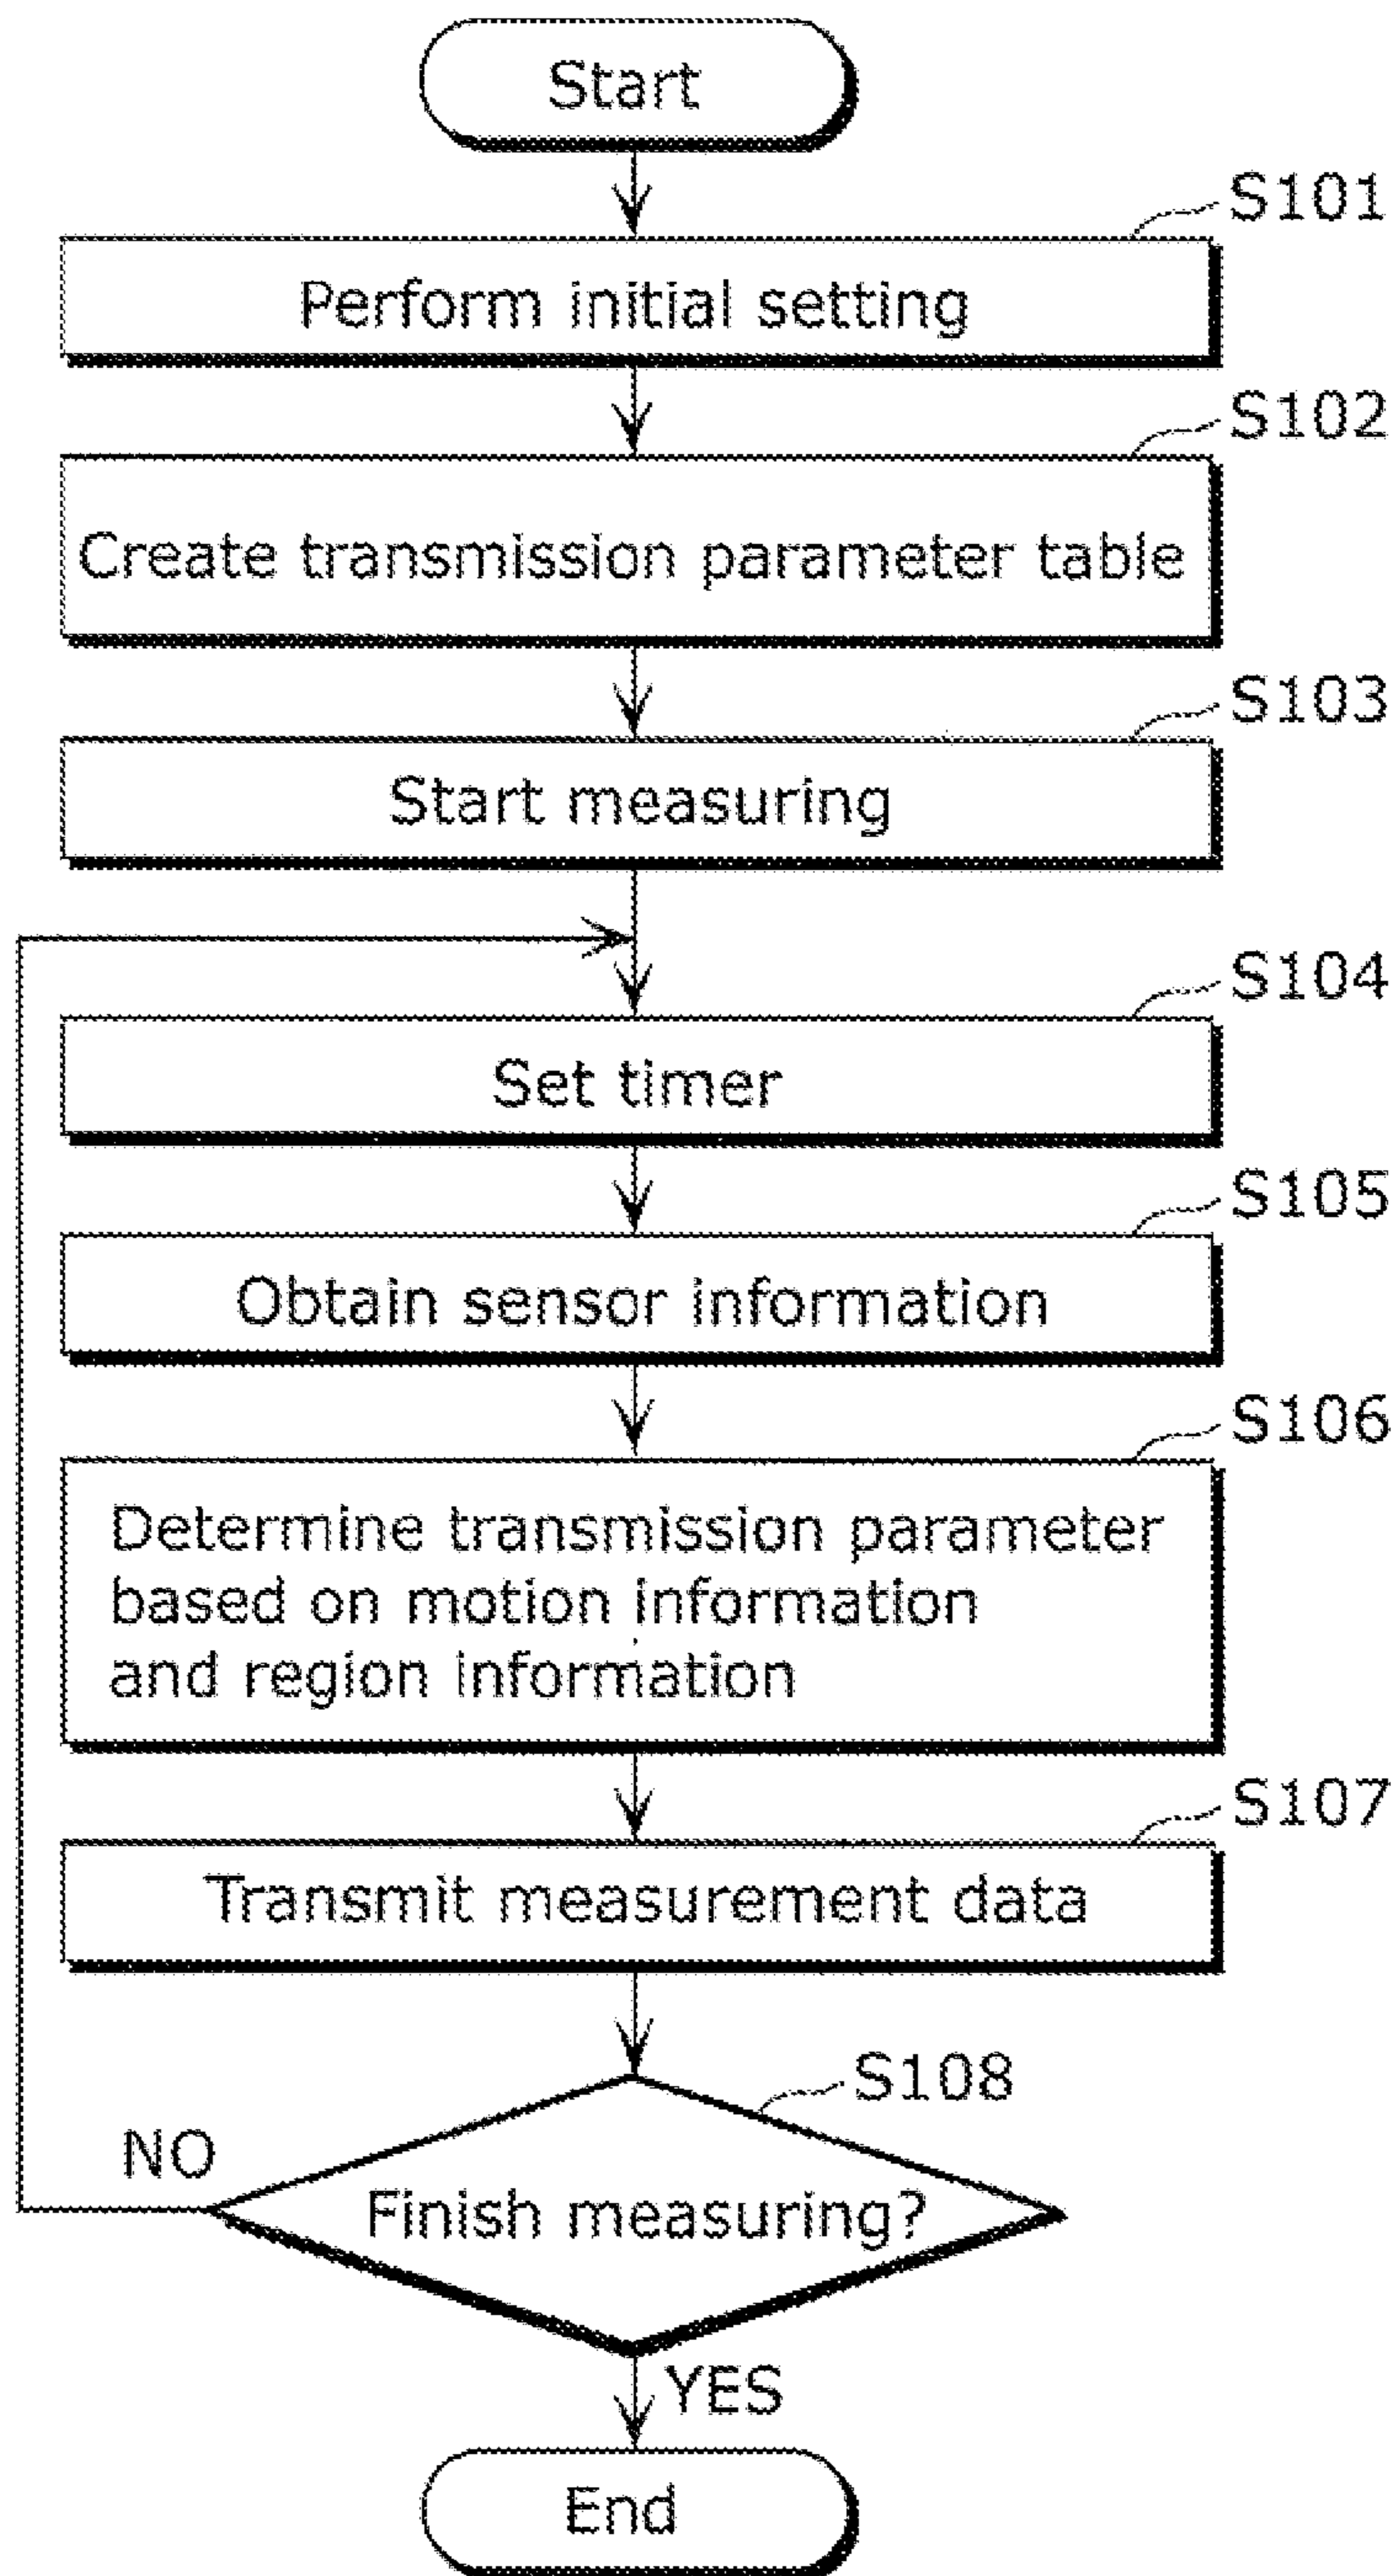 Start
S101
Perform initial setting
S102
Create transmission parameter table
S103
Start measuring
S104
Set timer
S105
Obtain sensor information
S106
Determine transmission parameter
based on motion information
and region information
S107
Transmit measurement data
S108
NO
Finish measuring?
YES
End